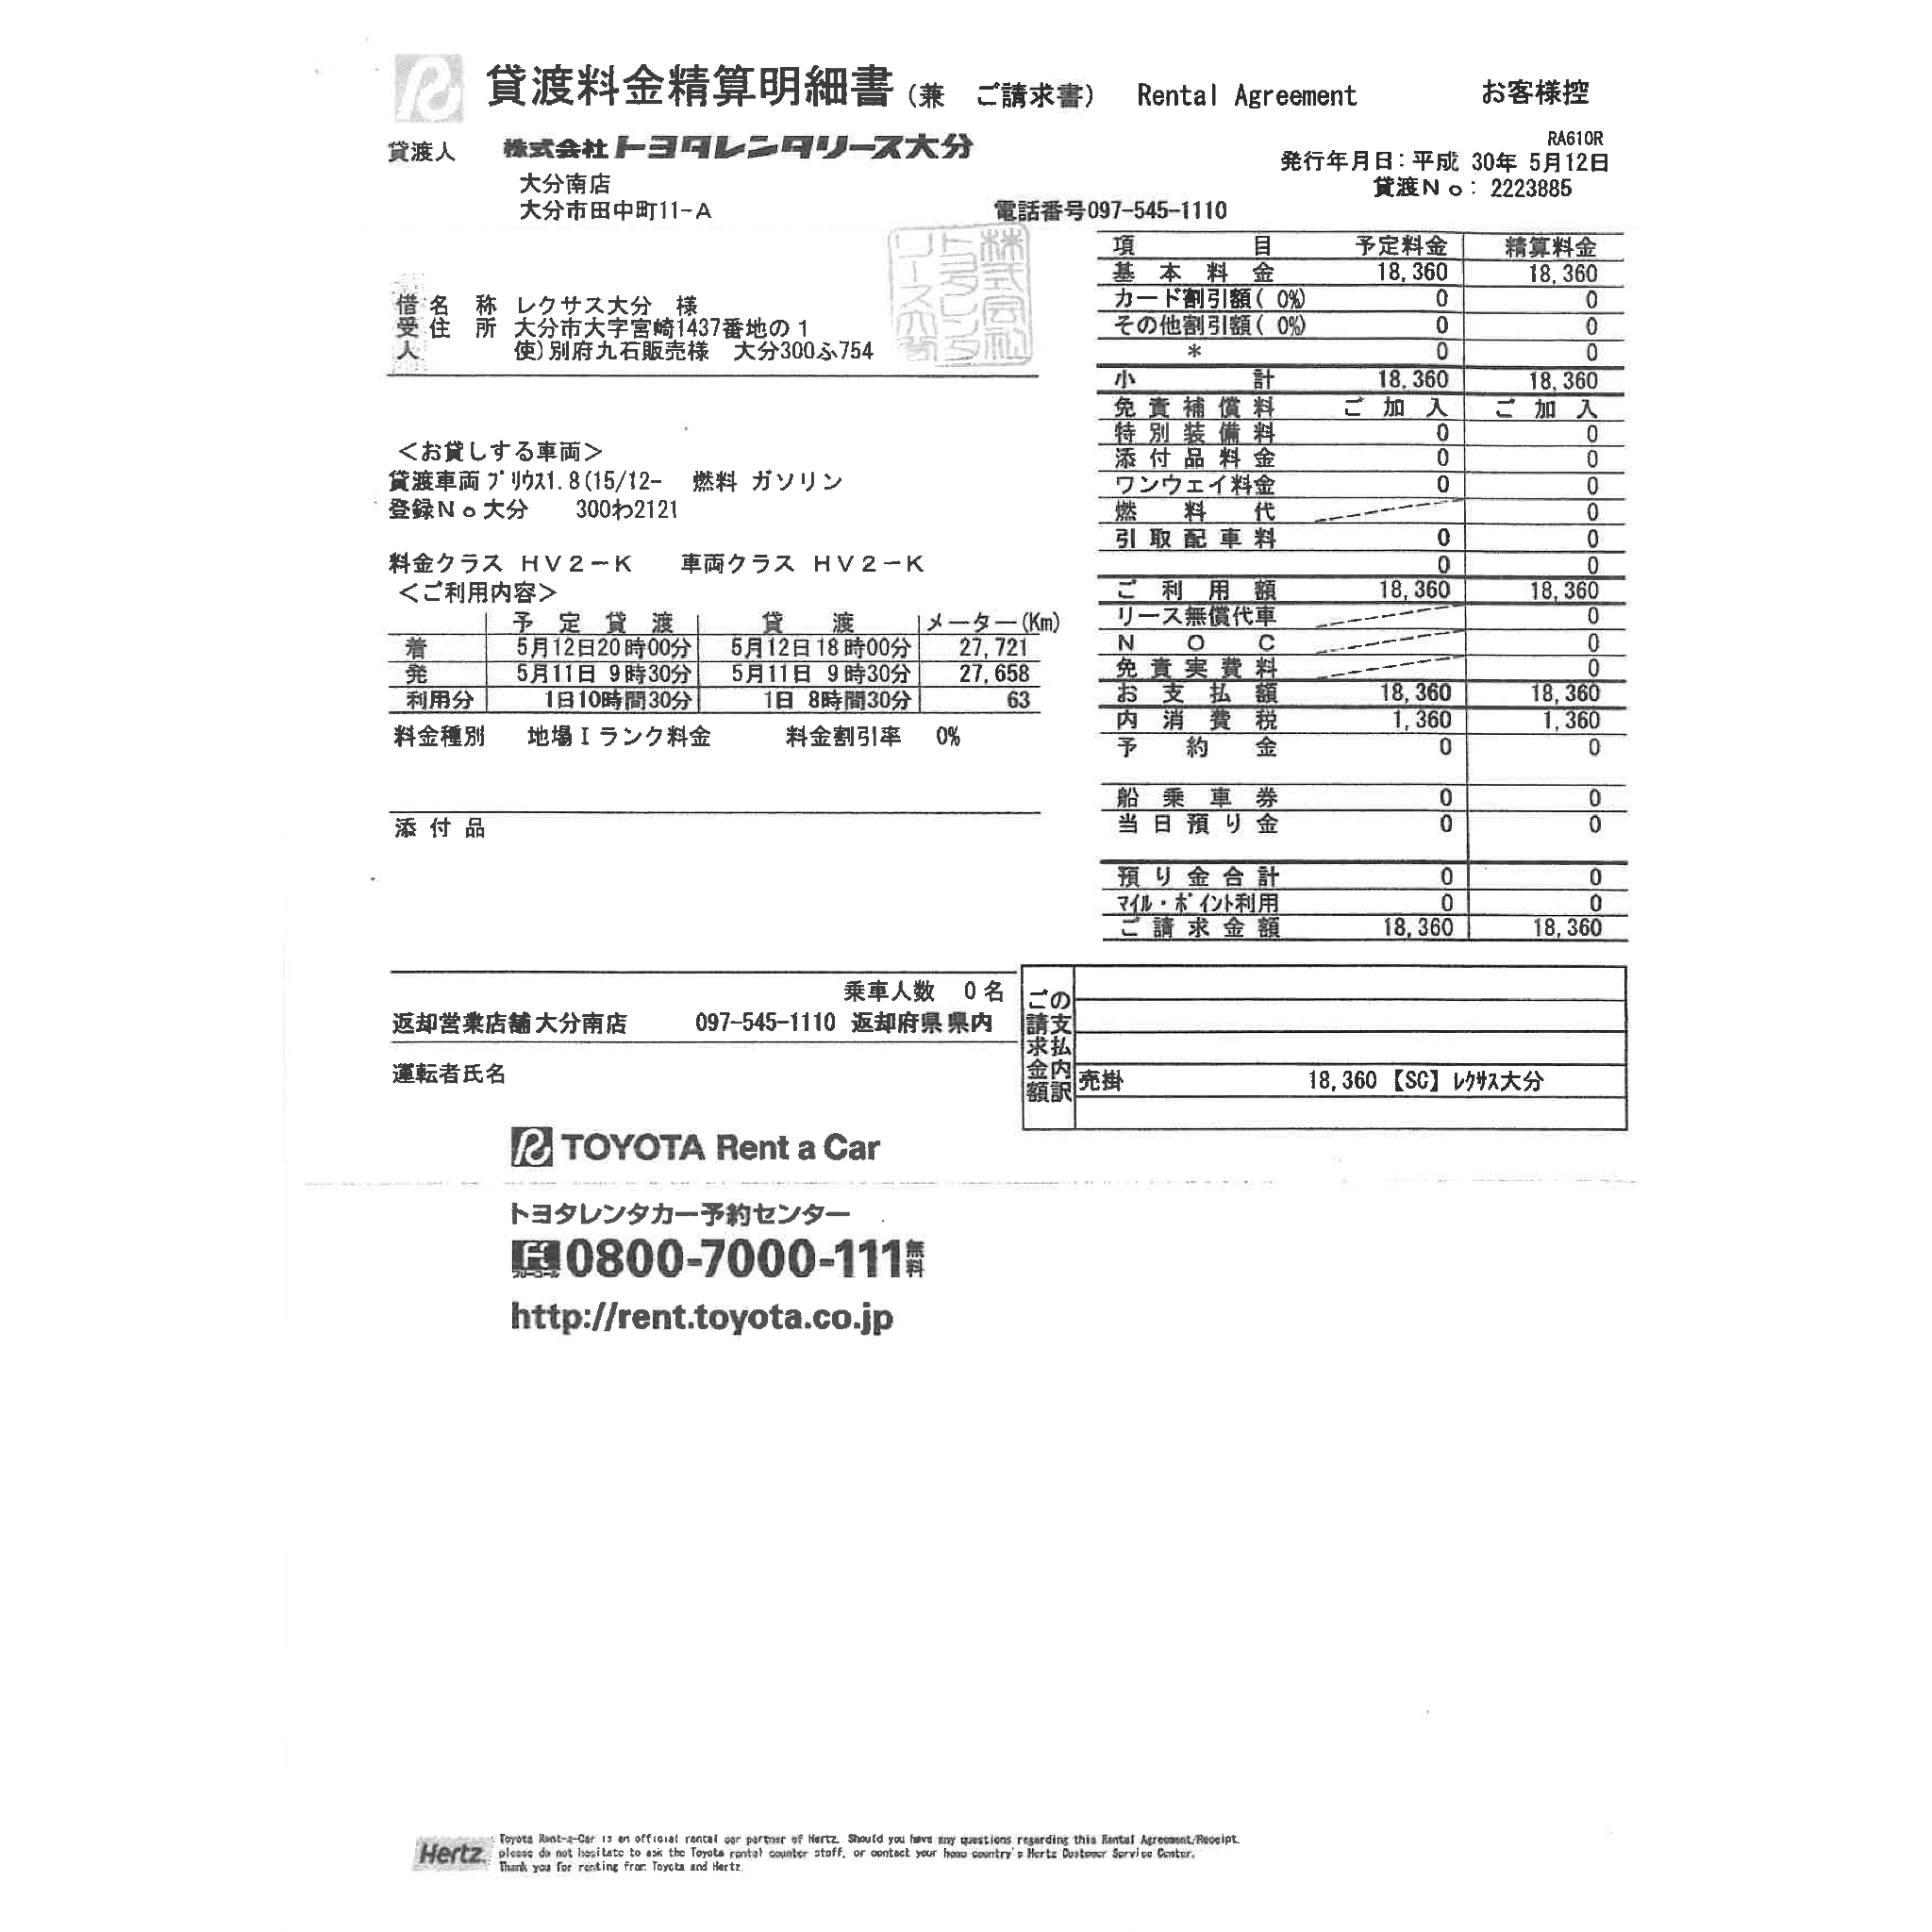 貸渡料金精算明細書(兼 ご請求書) Rental Agreement お客様控
RA610R
貸渡人 株式会社トヨタレンタリース大分
発行年月日:平成 30年 5月12日
大分南店
貸渡No: 2223885
大分市田中町11-A 電話番号097-545-1110
株式会社トヨタレンタリース大分
借受人
名 称 レクサス大分 様
住 所 大分市大字宮崎1437番地の1
使)別府九石販売様 大分300ふ754
<お貸しする車両>
貸渡車両 プリウス1.8(15/12- 燃料 ガソリン
登録No大分 300わ2121
料金クラス HV2-K 車両クラス HV2-K
<ご利用内容>
予定貸渡 貸渡 メーター(Km)
着 5月12日20時00分 5月12日18時00分 27,721
発 5月11日 9時30分 5月11日 9時30分 27,658
利用分 1日10時間30分 1日 8時間30分 63
料金種別 地場Iランク料金 料金割引率 0%
添付品
項目 予定料金 精算料金
基本料金 18,360 18,360
カード割引額( 0%) 0 0
その他割引額( 0%) 0 0
* 0 0
小計 18,360 18,360
免責補償料 ご加入 ご加入
特別装備料 0 0
添付品料金 0 0
ワンウェイ料金 0 0
燃料代 0
引取配車料 0 0
0 0
ご利用額 18,360 18,360
リース無償代車 0
NOC 0
免責実費料 0
お支払額 18,360 18,360
内消費税 1,360 1,360
予約金 0 0
船乗車券 0 0
当日預り金 0 0
預り金合計 0 0
マイル・ポイント利用 0 0
ご請求金額 18,360 18,360
乗車人数 0名
返却営業店舗大分南店 097-545-1110 返却府県 県内
運転者氏名
ご請求金額の支払内訳
売掛 18,360【SC】レクサス大分
TOYOTA Rent a Car
トヨタレンタカー予約センター
0800-7000-111無料
http://rent.toyota.co.jp
Hertz
Toyota Rent-a-Car is an official rental car partner of Hertz. Should you have any questions regarding this Rental Agreement/Receipt,
please do not hesitate to ask the Toyota rental counter staff, or contact your home country's Hertz Customer Service Center.
Thank you for renting from Toyota and Hertz.